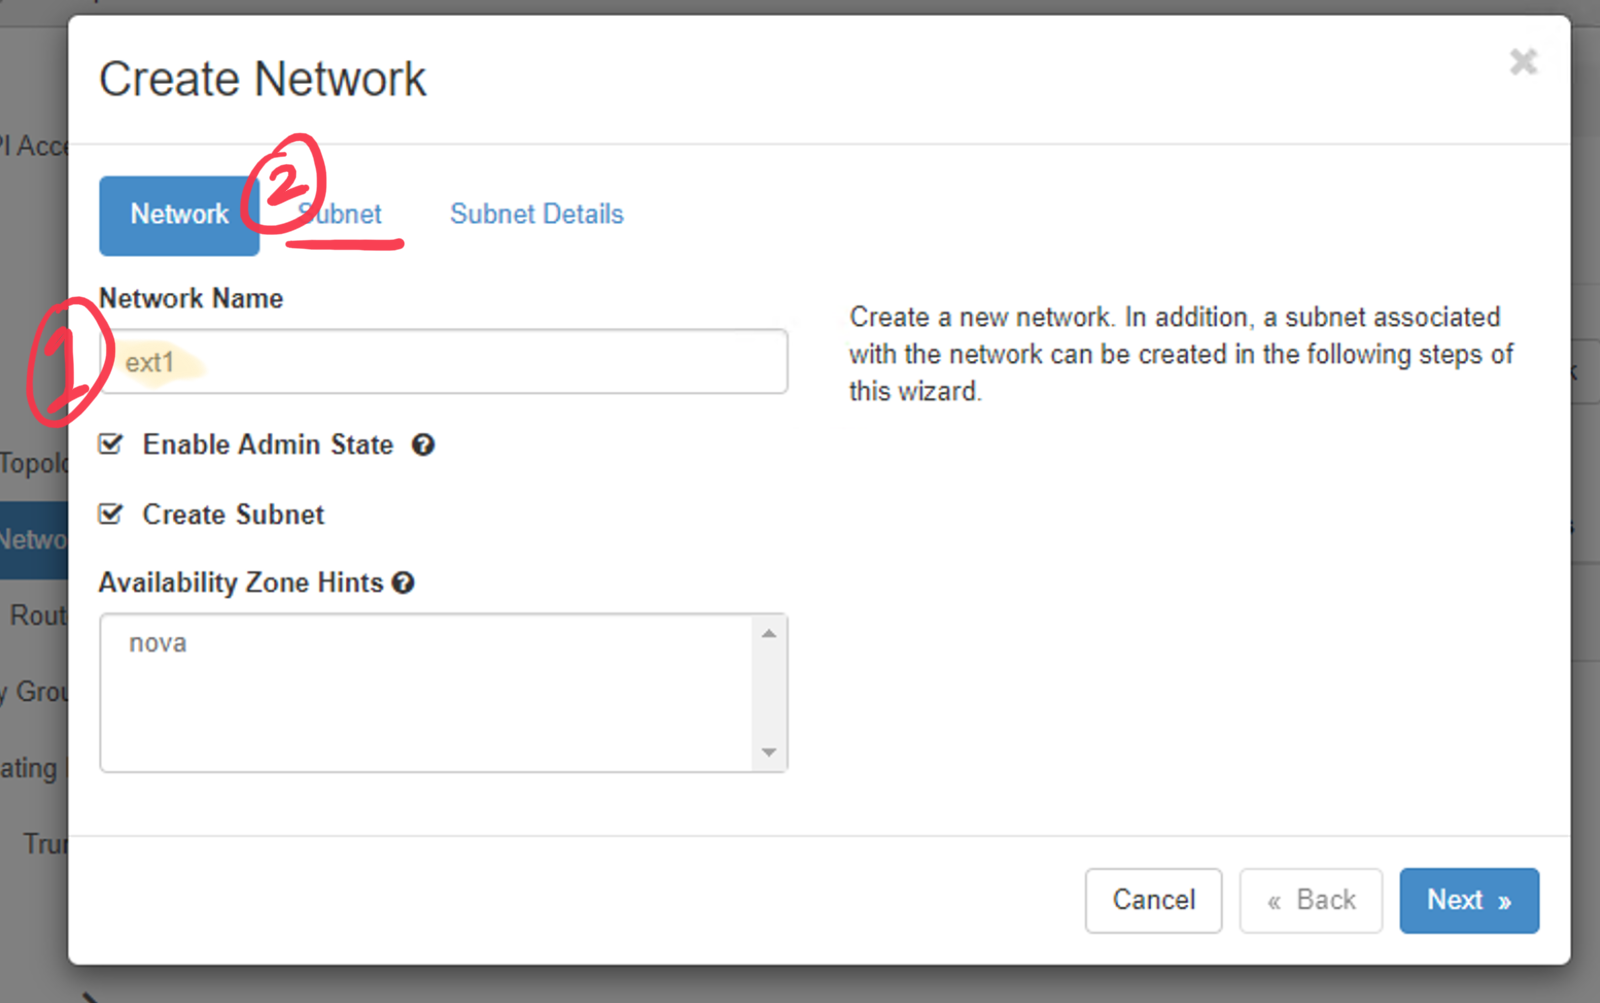 Create Network
PI Acce
2
Network Subnet Subnet Details
Network Name
1
ext1
Create a new network. In addition, a subnet associated
with the network can be created in the following steps of
this wizard.
Enable Admin State
Topolo
Create Subnet
Netwo
Availability Zone Hints
Rout
nova
y Grou
ating
Trun
Cancel « Back Next »